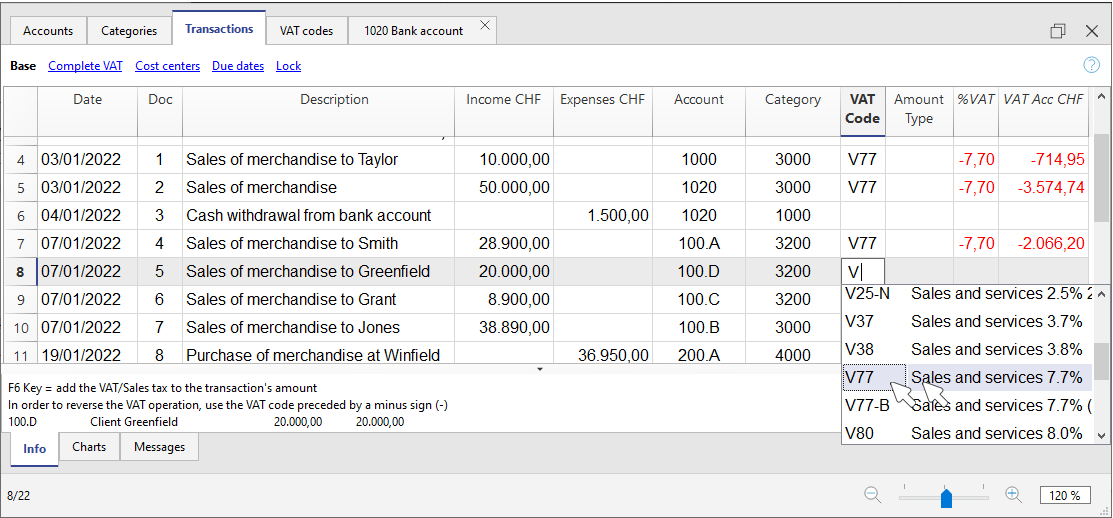 Accounts Categories Transactions VAT codes 1020 Bank account
Base Complete VAT Cost centers Due dates Lock
Date Doc Description Income CHF Expenses CHF Account Category VAT Code Amount Type %VAT VAT Acc CHF
4 03/01/2022 1 Sales of merchandise to Taylor 10.000,00 1000 3000 V77 -7,70 -714,95
5 03/01/2022 2 Sales of merchandise 50.000,00 1020 3000 V77 -7,70 -3.574,74
6 04/01/2022 3 Cash withdrawal from bank account 1.500,00 1020 1000
7 07/01/2022 4 Sales of merchandise to Smith 28.900,00 100.A 3200 V77 -7,70 -2.066,20
8 07/01/2022 5 Sales of merchandise to Greenfield 20.000,00 100.D 3200 V
9 07/01/2022 6 Sales of merchandise to Grant 8.900,00 100.C 3200
10 07/01/2022 7 Sales of merchandise to Jones 38.890,00 100.B 3000
11 19/01/2022 8 Purchase of merchandise at Winfield 36.950,00 200.A 4000
V25-N Sales and services 2.5% 2
V37 Sales and services 3.7%
V38 Sales and services 3.8%
V77 Sales and services 7.7%
V77-B Sales and services 7.7% (
V80 Sales and services 8.0%
F6 Key = add the VAT/Sales tax to the transaction's amount
In order to reverse the VAT operation, use the VAT code preceded by a minus sign (-)
100.D Client Greenfield 20.000,00 20.000,00
Info Charts Messages
8/22 120 %